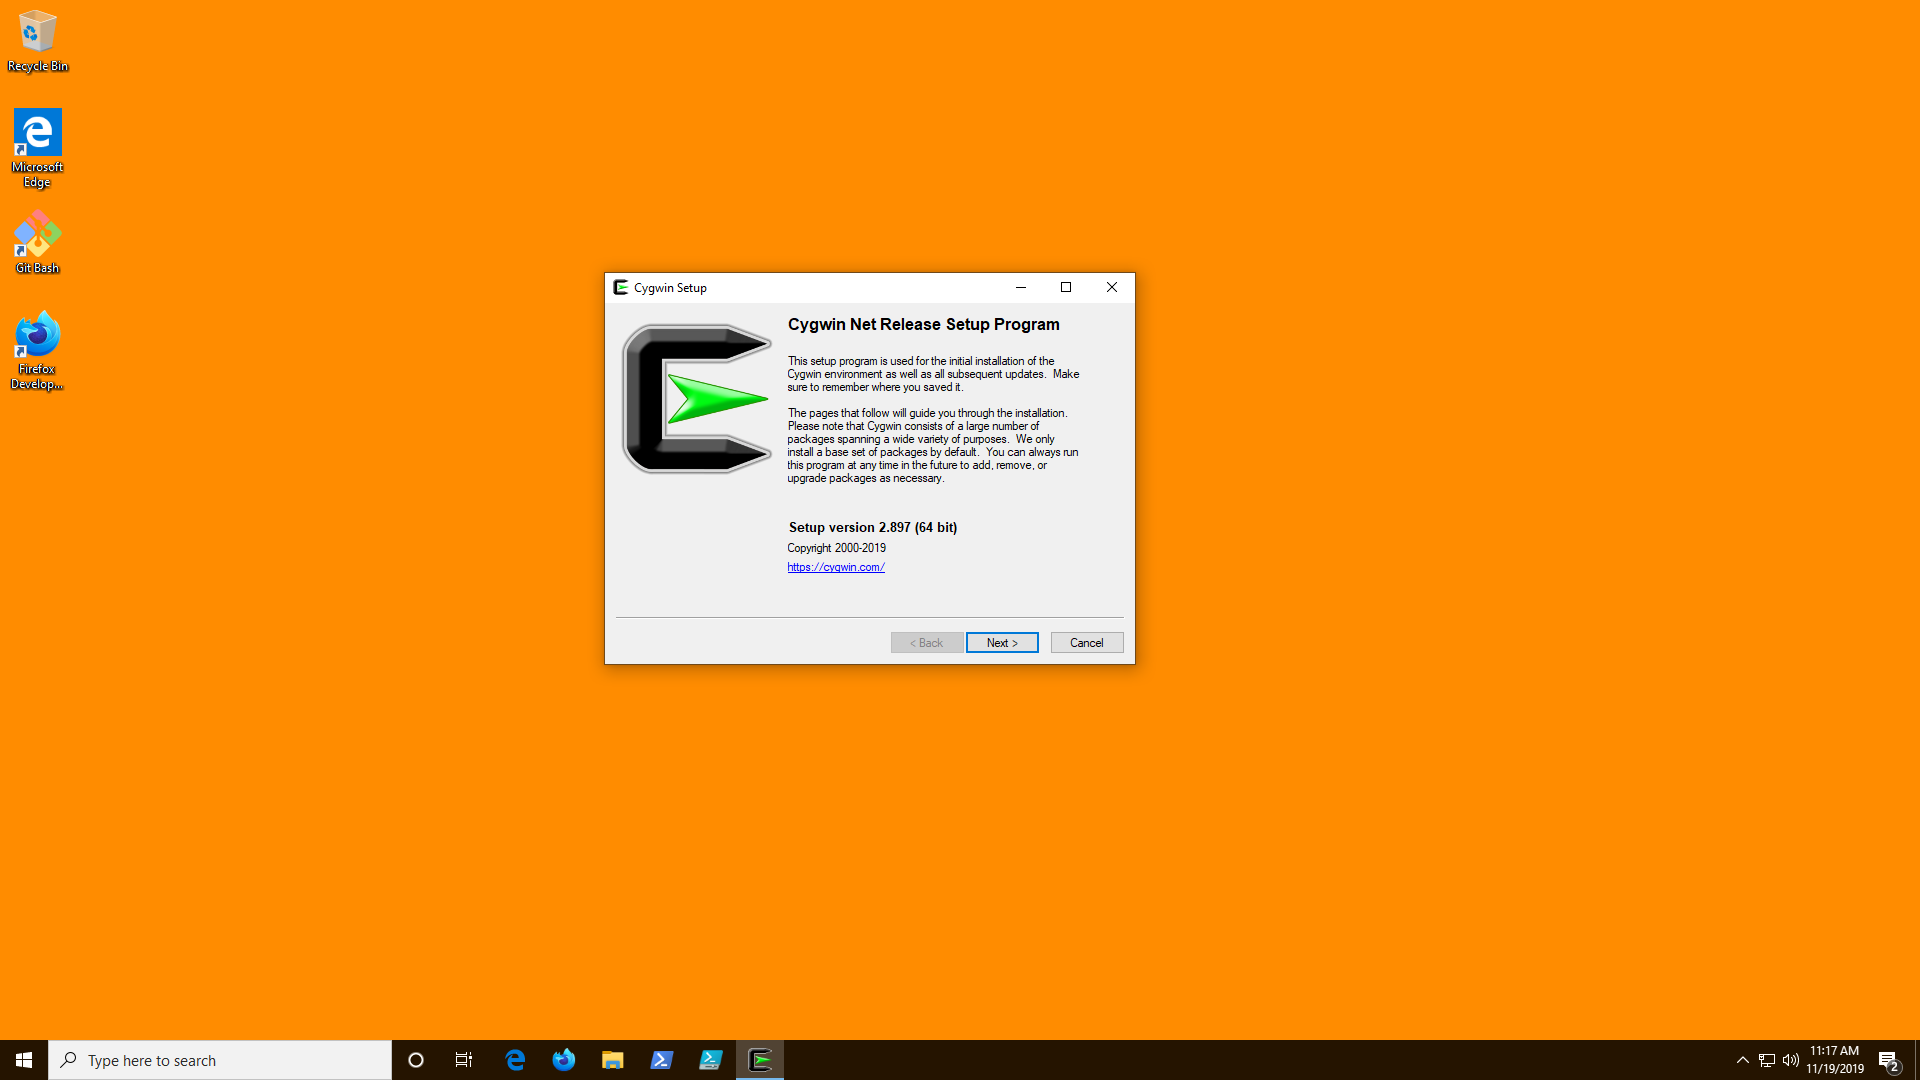 Recycle Bin
Microsoft
Edge
Git Bash
Firefox
Develop...
Cygwin Setup
Cygwin Net Release Setup Program
This setup program is used for the initial installation of the
Cygwin environment as well as all subsequent updates.  Make
sure to remember where you saved it.
The pages that follow will guide you through the installation.
Please note that Cygwin consists of a large number of
packages spanning a wide variety of purposes.  We only
install a base set of packages by default.  You can always run
this program at any time in the future to add, remove, or
upgrade packages as necessary.
Setup version 2.897 (64 bit)
Copyright 2000-2019
https://cygwin.com/
< Back
Next >
Cancel
Type here to search
11:17 AM
11/19/2019
2